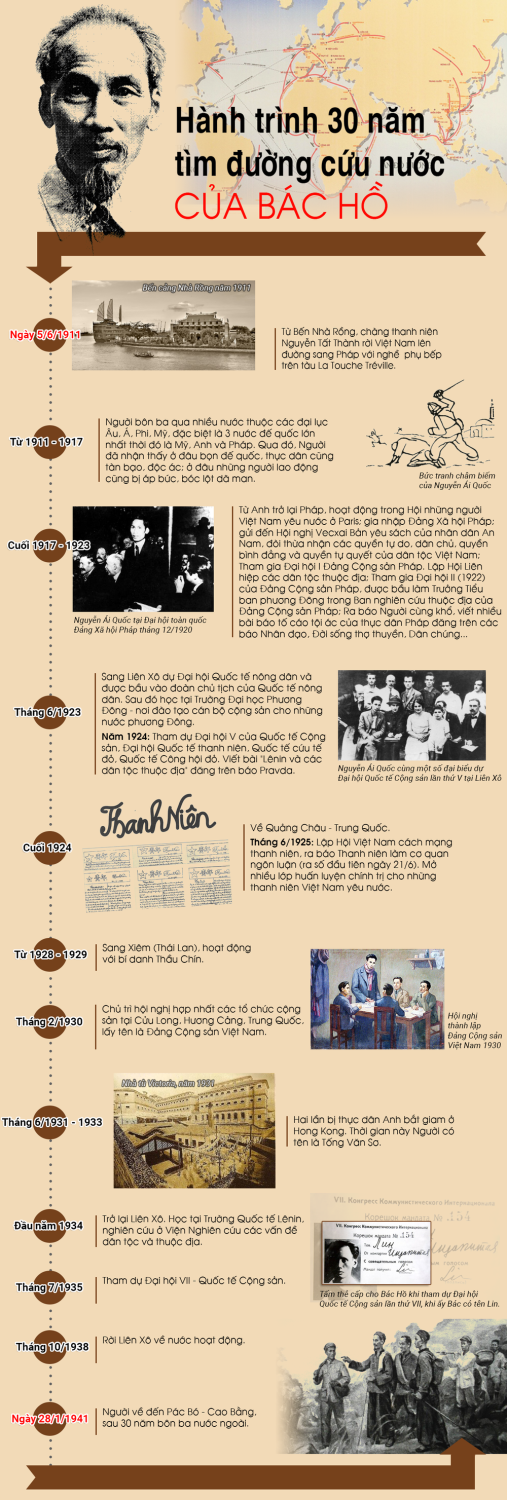 Hành trình 30 năm
tìm đường cứu nước
CỦA BÁC HỒ
Bến cảng Nhà Rồng năm 1911
Ngày 5/6/1911
Từ Bến Nhà Rồng, chàng thanh niên
Nguyễn Tất Thành rời Việt Nam lên
đường sang Pháp với nghề phụ bếp
trên tàu La Touche Tréville.
Từ 1911 - 1917
Người bôn ba qua nhiều nước thuộc các đại lục
Âu, Á, Phi, Mỹ, đặc biệt là 3 nước đế quốc lớn
nhất thời đó là Mỹ, Anh và Pháp. Qua đó, Người
đã nhận thấy ở đâu bọn đế quốc, thực dân cũng
tàn bạo, độc ác; ở đâu những người lao động
cũng bị áp bức, bóc lột dã man.
Bức tranh châm biếm
của Nguyễn Ái Quốc
Cuối 1917 - 1923
Nguyễn Ái Quốc tại Đại hội toàn quốc
Đảng Xã hội Pháp tháng 12/1920
Từ Anh trở lại Pháp, hoạt động trong Hội những người
Việt Nam yêu nước ở Paris; gia nhập Đảng Xã hội Pháp;
gửi đến Hội nghị Vecxai Bản yêu sách của nhân dân An
Nam, đòi thừa nhận các quyền tự do, dân chủ, quyền
bình đẳng và quyền tự quyết của dân tộc Việt Nam;
Tham gia Đại hội I Đảng Cộng sản Pháp. Lập Hội Liên
hiệp các dân tộc thuộc địa; Tham gia Đại hội II (1922)
của Đảng Cộng sản Pháp, được bầu làm Trưởng Tiểu
ban phương Đông trong Ban nghiên cứu thuộc địa của
Đảng Cộng sản Pháp; Ra báo Người cùng khổ, viết nhiều
bài báo tố cáo tội ác của thực dân Pháp đăng trên các
báo Nhân đạo, Đời sống thợ thuyền, Dân chúng...
Tháng 6/1923
Sang Liên Xô dự Đại hội Quốc tế nông dân và
được bầu vào đoàn chủ tịch của Quốc tế nông
dân. Sau đó học tại Trường Đại học Phương
Đông - nơi đào tạo cán bộ cộng sản cho những
nước phương Đông.
Năm 1924: Tham dự Đại hội V của Quốc tế Cộng
sản, Đại hội Quốc tế thanh niên, Quốc tế cứu tế
đỏ, Quốc tế Công hội đỏ. Viết bài "Lênin và các
dân tộc thuộc địa" đăng trên báo Pravda.
Nguyễn Ái Quốc cùng một số đại biểu dự
Đại hội Quốc tế Cộng sản lần thứ V tại Liên Xô
Cuối 1924
Thanh Niên
Về Quảng Châu - Trung Quốc.
Tháng 6/1925: Lập Hội Việt Nam cách mạng
thanh niên, ra báo Thanh niên làm cơ quan
ngôn luận (ra số đầu tiên ngày 21/6). Mở
nhiều lớp huấn luyện chính trị cho những
thanh niên Việt Nam yêu nước.
Từ 1928 - 1929
Sang Xiêm (Thái Lan), hoạt động
với bí danh Thầu Chín.
Tháng 2/1930
Chủ trì hội nghị hợp nhất các tổ chức cộng
sản tại Cửu Long, Hương Cảng, Trung Quốc,
lấy tên là Đảng Cộng sản Việt Nam.
Hội nghị
thành lập
Đảng Cộng sản
Việt Nam 1930
Nhà tù Victoria, năm 1931
Tháng 6/1931 - 1933
Hai lần bị thực dân Anh bắt giam ở
Hong Kong. Thời gian này Người có
tên là Tống Văn Sơ.
Đầu năm 1934
Trở lại Liên Xô. Học tại Trường Quốc tế Lênin,
nghiên cứu ở Viện Nghiên cứu các vấn đề
dân tộc và thuộc địa.
VII. Конгресс Коммунистического Интернационала
Корешок мандата № 154
VII. Конгресс Коммунистического Интернационала
Корешок мандата № 154
Лин
Tấm thẻ cấp cho Bác Hồ khi tham dự Đại hội
Quốc tế Cộng sản lần thứ VII, khi ấy Bác có tên Lin.
Tháng 7/1935
Tham dự Đại hội VII - Quốc tế Cộng sản.
Tháng 10/1938
Rời Liên Xô về nước hoạt động.
Ngày 28/1/1941
Người về đến Pác Bó - Cao Bằng,
sau 30 năm bôn ba nước ngoài.